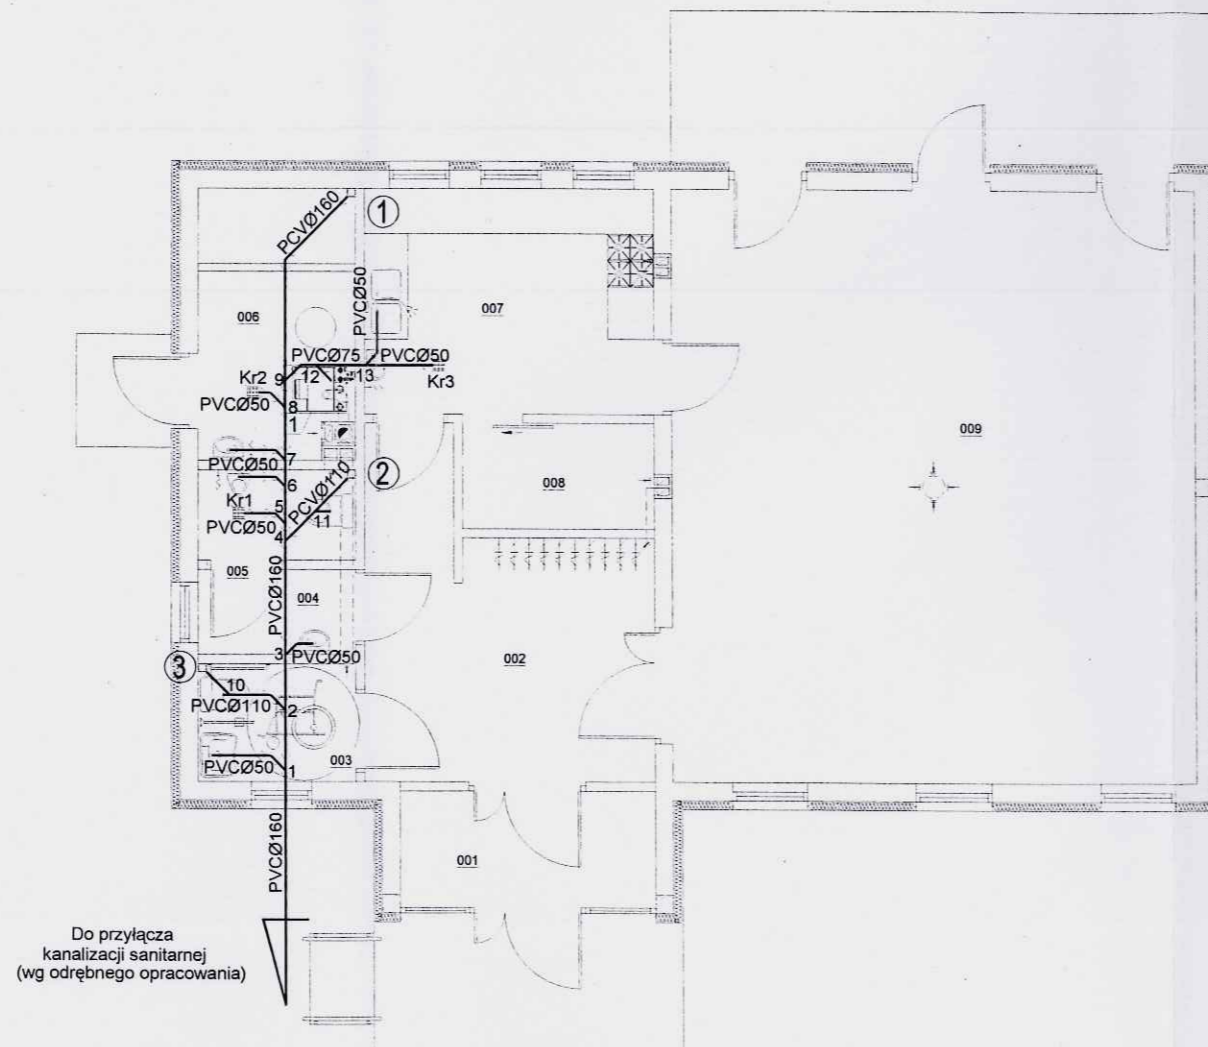 PCVØ160
1
PVCØ50
007
006
PVCØ75
PVCØ50
9
12
13
Kr2
Kr3
PVCØ50
8
1
009
2
7
PVCØ50
6
PCVØ110
008
Kr1
5
11
PVCØ50
4
005
PVCØ160
004
3
PVCØ50
002
3
10
PVCØ110
2
003
PVCØ50
1
PVCØ160
001
Do przyłącza
kanalizacji sanitarnej
(wg odrębnego opracowania)